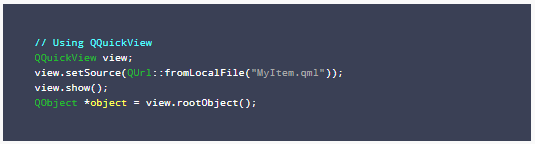 // Using QQuickView
QQuickView view;
view.setSource(QUrl::fromLocalFile("MyItem.qml"));
view.show();
QObject *object = view.rootObject();